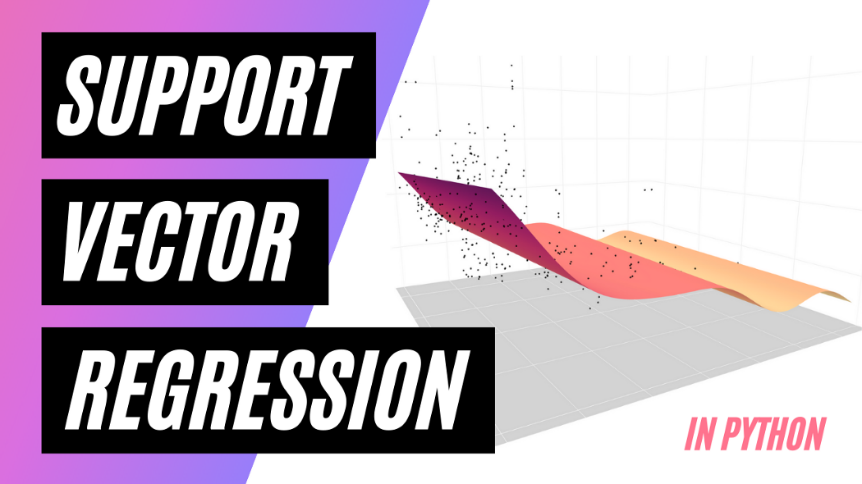 SUPPORT
VECTOR
REGRESSION
IN PYTHON